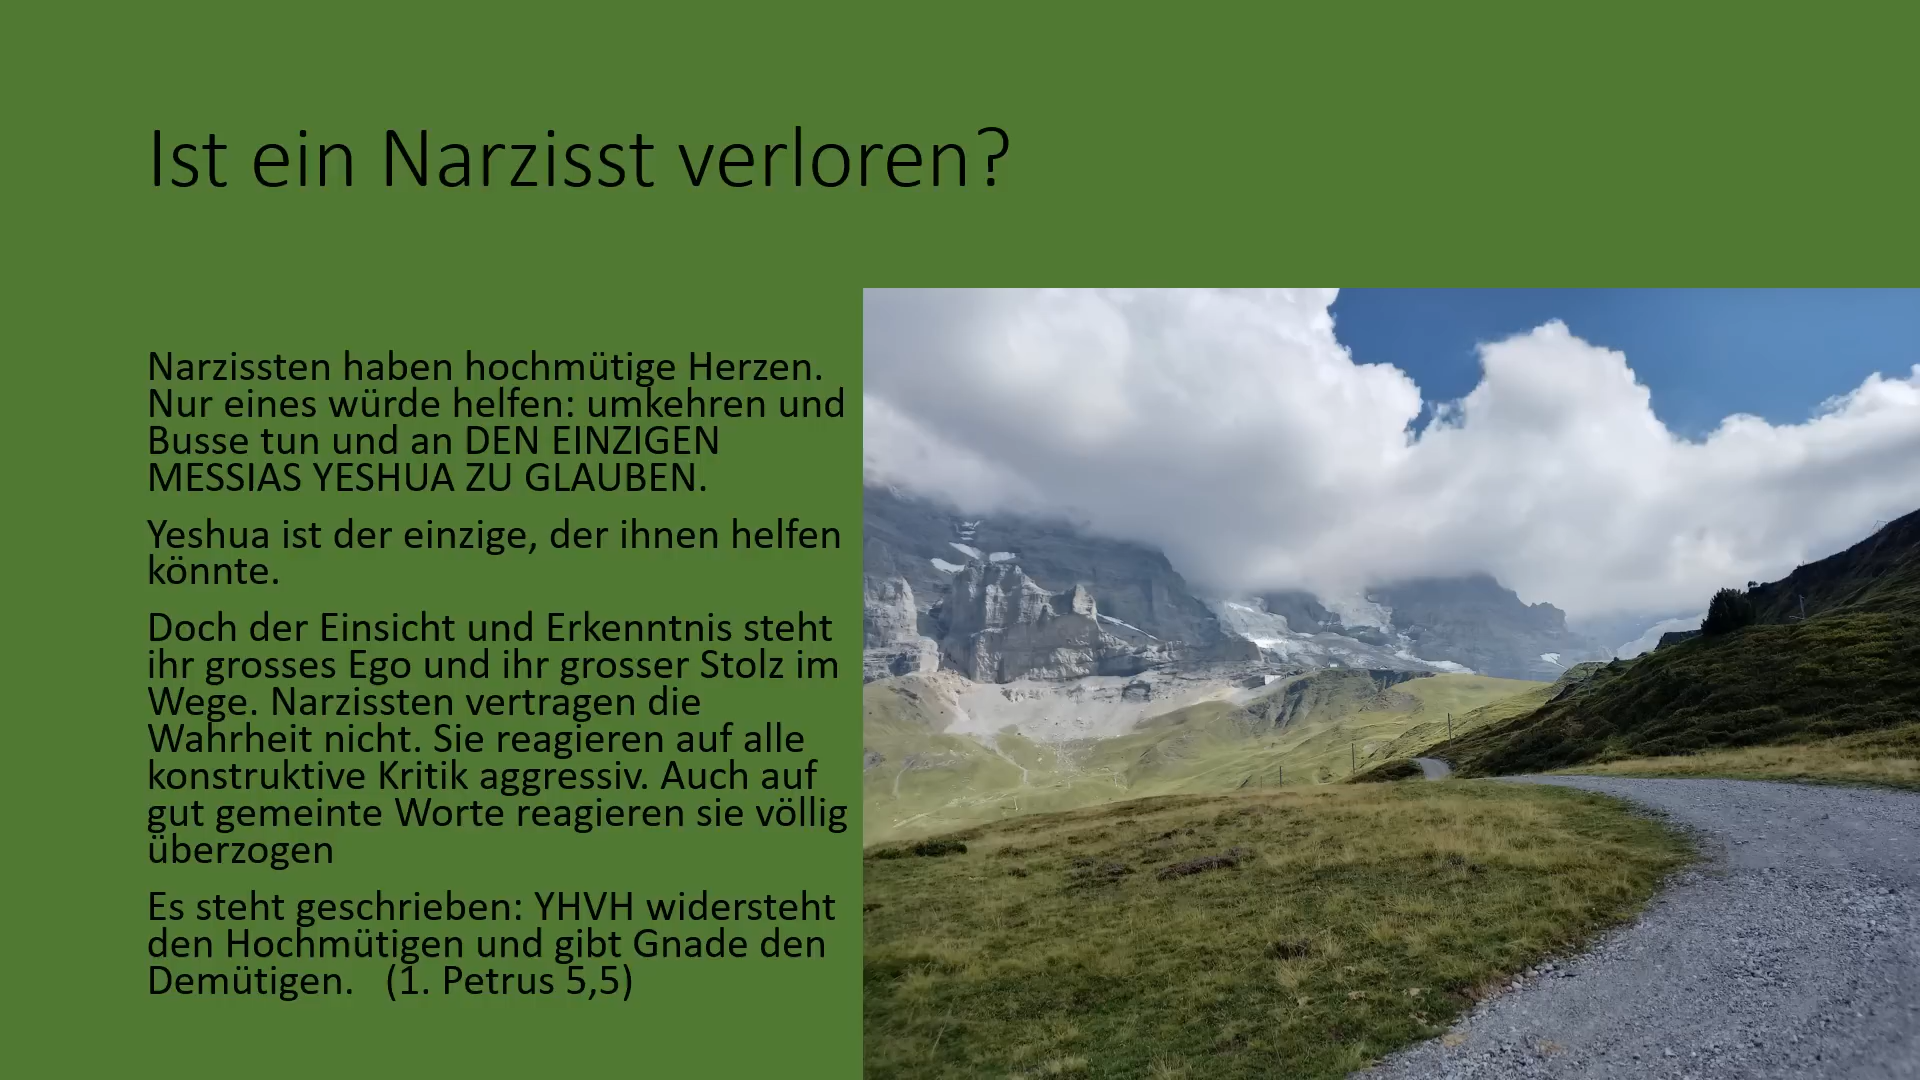 Ist ein Narzisst verloren?
Narzissten haben hochmütige Herzen.
Nur eines würde helfen: umkehren und
Busse tun und an DEN EINZIGEN
MESSIAS YESHUA ZU GLAUBEN.
Yeshua ist der einzige, der ihnen helfen
könnte.
Doch der Einsicht und Erkenntnis steht
ihr grosses Ego und ihr grosser Stolz im
Wege. Narzissten vertragen die
Wahrheit nicht. Sie reagieren auf alle
konstruktive Kritik aggressiv. Auch auf
gut gemeinte Worte reagieren sie völlig
überzogen
Es steht geschrieben: YHVH widersteht
den Hochmütigen und gibt Gnade den
Demütigen.   (1. Petrus 5,5)